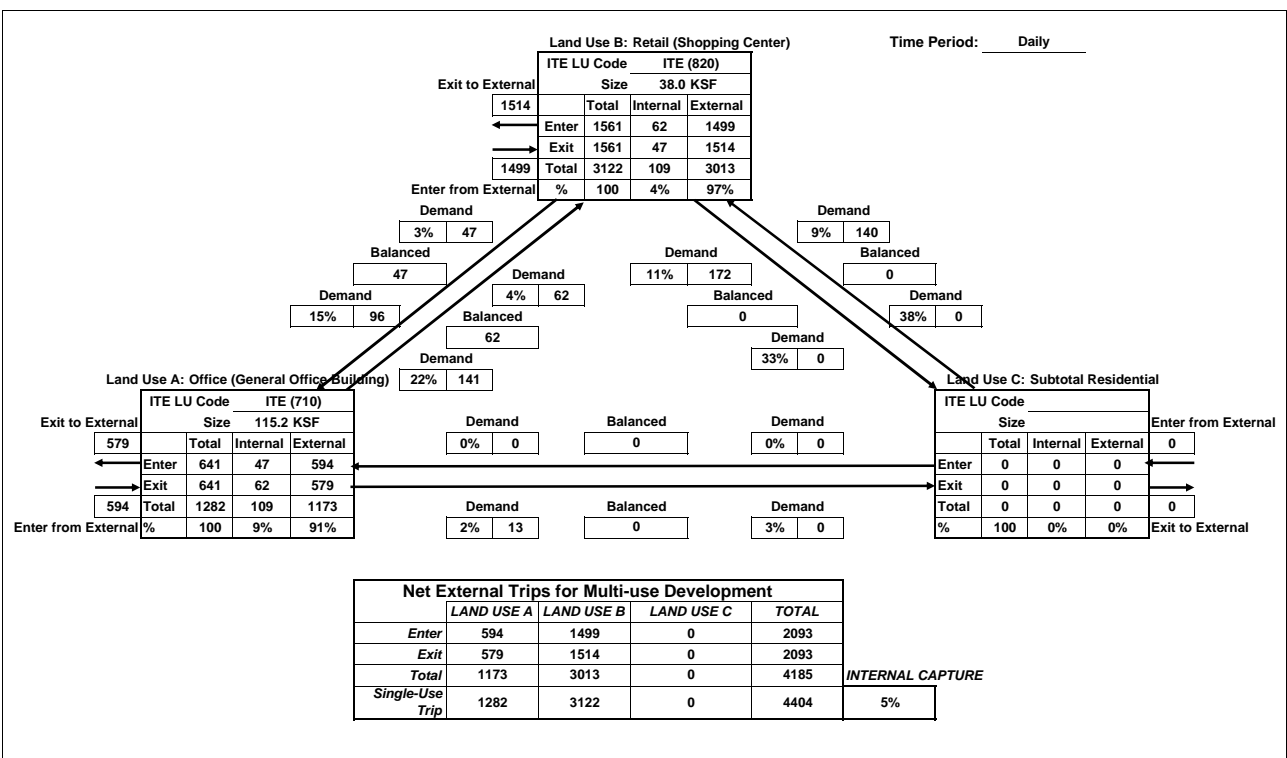 Land Use B: Retail (Shopping Center)
Time Period: Daily
ITE LU Code ITE (820)
Exit to External
Size 38.0 KSF
1514
Total Internal External
Enter 1561 62 1499
Exit 1561 47 1514
1499
Total 3122 109 3013
Enter from External
% 100 4% 97%
Demand
3% 47
Balanced
47
Demand
15% 96
Demand
4% 62
Balanced
62
Demand
22% 141
Demand
11% 172
Balanced
0
Demand
33% 0
Demand
9% 140
Balanced
0
Demand
38% 0
Land Use A: Office (General Office Building)
ITE LU Code ITE (710)
Exit to External
Size 115.2 KSF
579
Total Internal External
Enter 641 47 594
Exit 641 62 579
594
Total 1282 109 1173
Enter from External
% 100 9% 91%
Demand Balanced Demand
0% 0 0 0% 0
Demand Balanced Demand
2% 13 0 3% 0
Land Use C: Subtotal Residential
ITE LU Code
Size
Enter from External
Total Internal External
0
Enter 0 0 0
Exit 0 0 0
Total 0 0 0
0
% 100 0% 0%
Exit to External
Net External Trips for Multi-use Development
LAND USE A LAND USE B LAND USE C TOTAL
Enter 594 1499 0 2093
Exit 579 1514 0 2093
Total 1173 3013 0 4185
INTERNAL CAPTURE
Single-Use
Trip
1282 3122 0 4404 5%